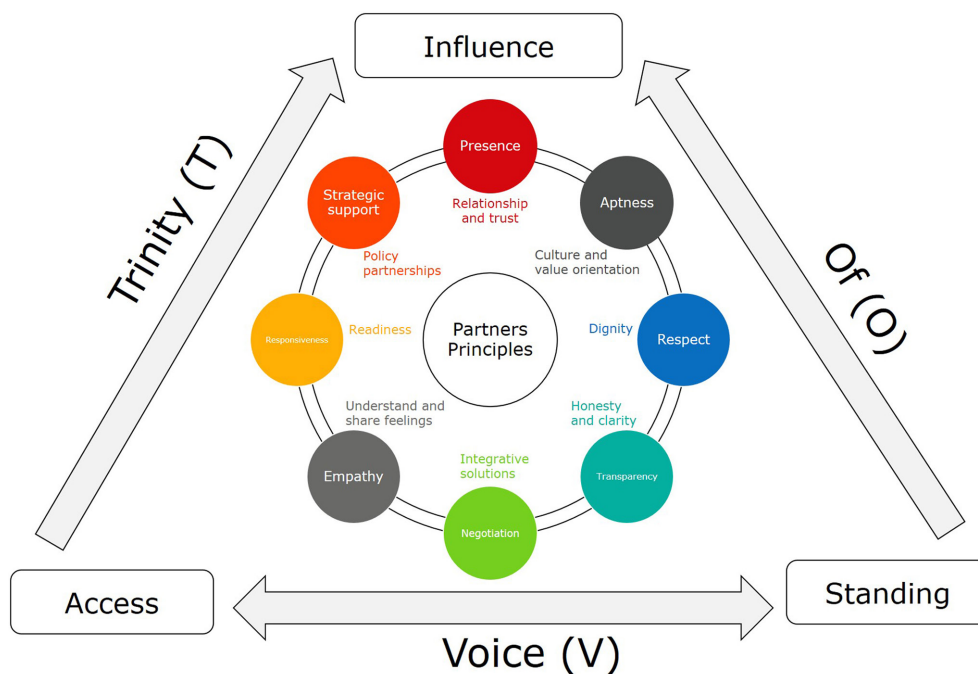 Influence
Trinity (T)
Of (O)
Presence
Relationship
and trust
Strategic
support
Policy
partnerships
Aptness
Culture and
value orientation
Responsiveness
Readiness
Partners
Principles
Dignity
Respect
Understand and
share feelings
Empathy
Honesty
and clarity
Transparency
Integrative
solutions
Negotiation
Access
Standing
Voice (V)